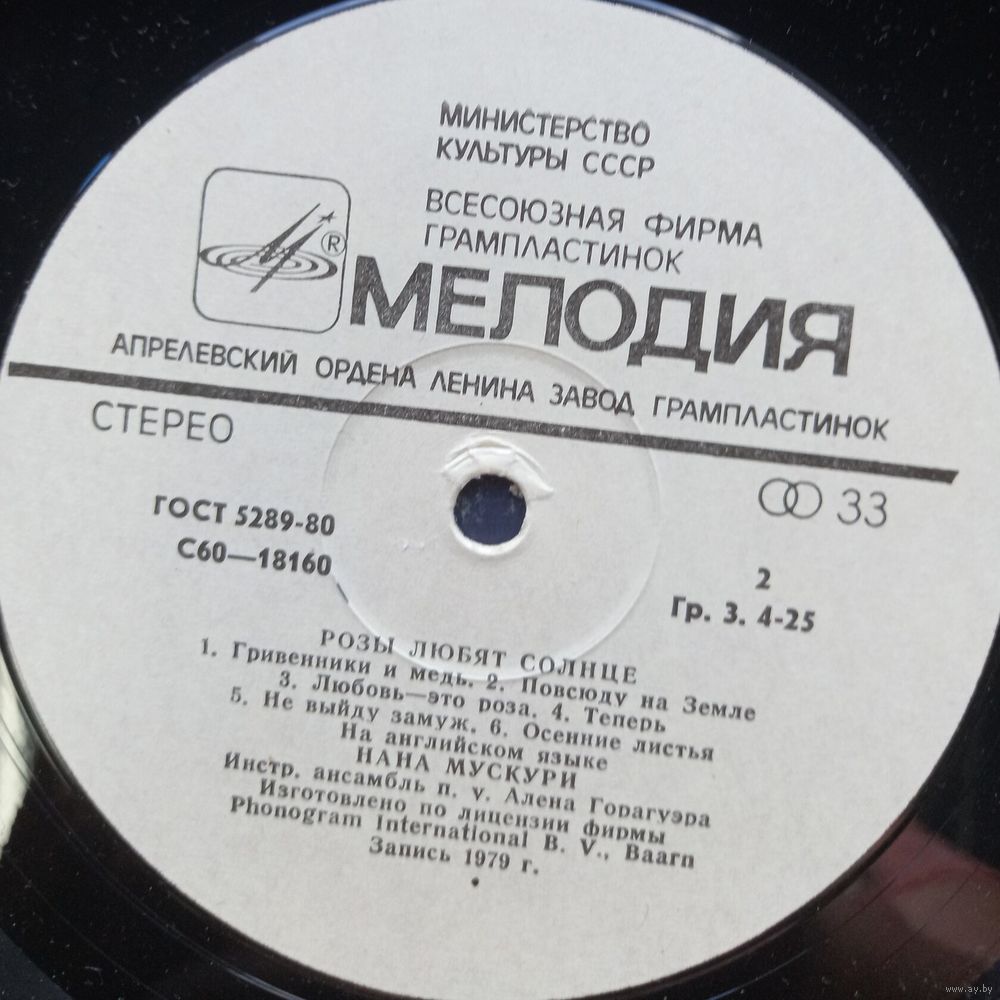 МИНИСТЕРСТВО
КУЛЬТУРЫ СССР
ВСЕСОЮЗНАЯ ФИРМА
ГРАМПЛАСТИНОК
®
МЕЛОДИЯ
АПРЕЛЕВСКИЙ ОРДЕНА ЛЕНИНА ЗАВОД ГРАМПЛАСТИНОК
СТЕРЕО
33
ГОСТ 5289-80
С60—18160
2
Гр. 3. 4-25
РОЗЫ ЛЮБЯТ СОЛНЦЕ
1. Гривенники и медь. 2. Повсюду на Земле
3. Любовь—это роза. 4. Теперь
5. Не выйду замуж. 6. Осенние листья
На английском языке
НАНА МУСКУРИ
Инстр. ансамбль п. у. Алена Горагуэра
Изготовлено по лицензии фирмы
Phonogram International B. V., Baarn
Запись 1979 г.
www.ay.by